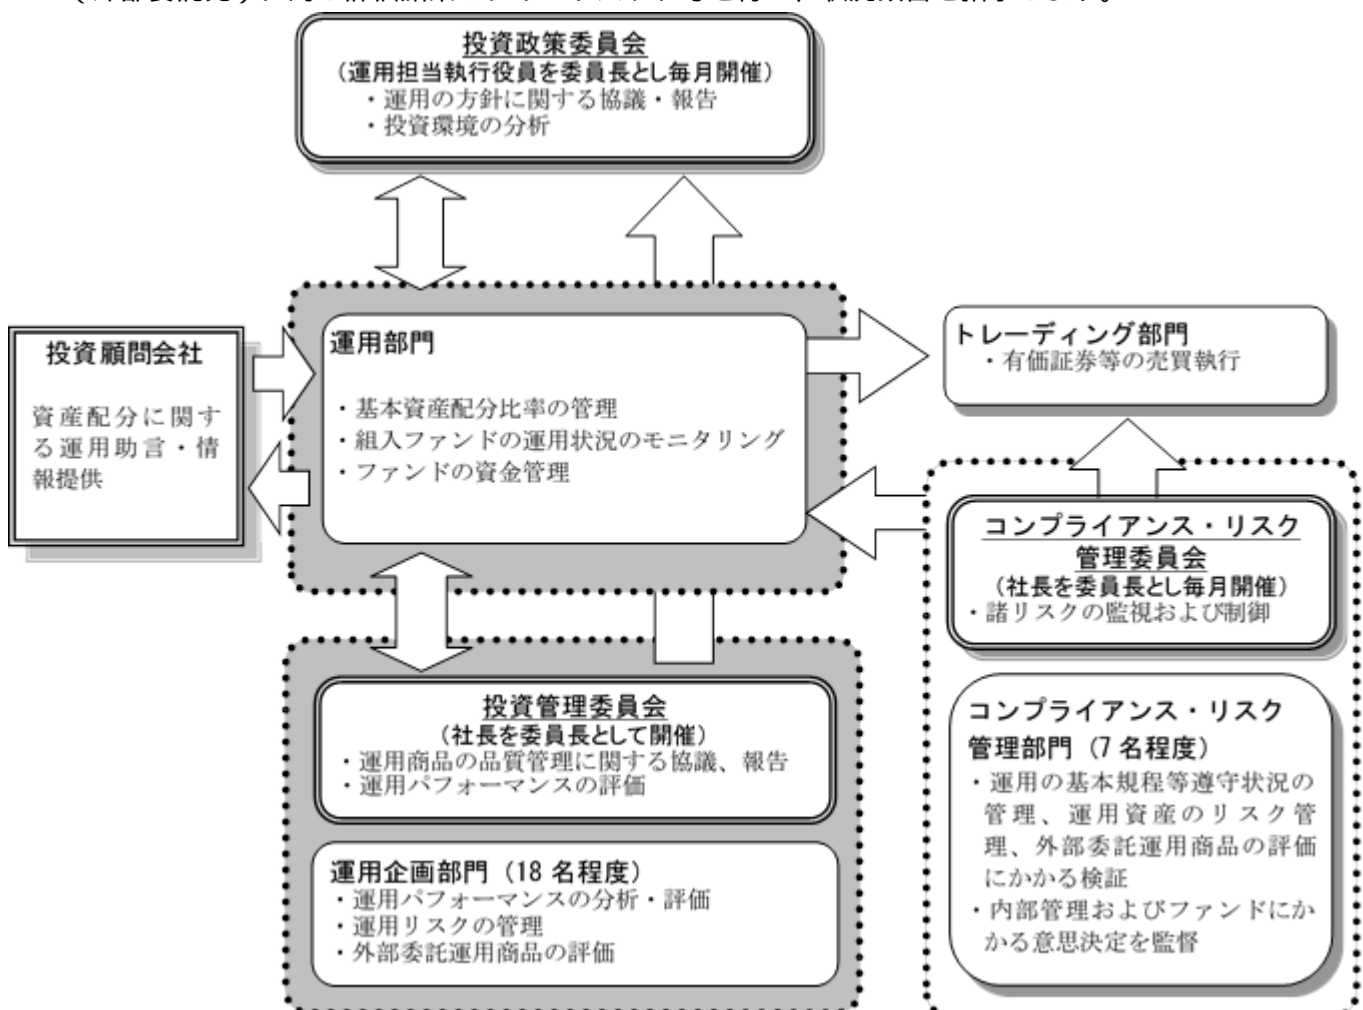 投資政策委員会
（運用担当執行役員を委員長とし毎月開催）
・運用の方針に関する協議・報告
・投資環境の分析
投資顧問会社
資産配分に関す
る運用助言・情
報提供
運用部門
・基本資産配分比率の管理
・組入ファンドの運用状況のモニタリング
・ファンドの資金管理
トレーディング部門
・有価証券等の売買執行
コンプライアンス・リスク
管理委員会
（社長を委員長とし毎月開催）
・諸リスクの監視および制御
投資管理委員会
（社長を委員長として開催）
・運用商品の品質管理に関する協議、報告
・運用パフォーマンスの評価
運用企画部門（18 名程度）
・運用パフォーマンスの分析・評価
・運用リスクの管理
・外部委託運用商品の評価
コンプライアンス・リスク
管理部門（7 名程度）
・運用の基本規程等遵守状況の
管理、運用資産のリスク管
理、外部委託運用商品の評価
にかかる検証
・内部管理およびファンドにか
かる意思決定を監督